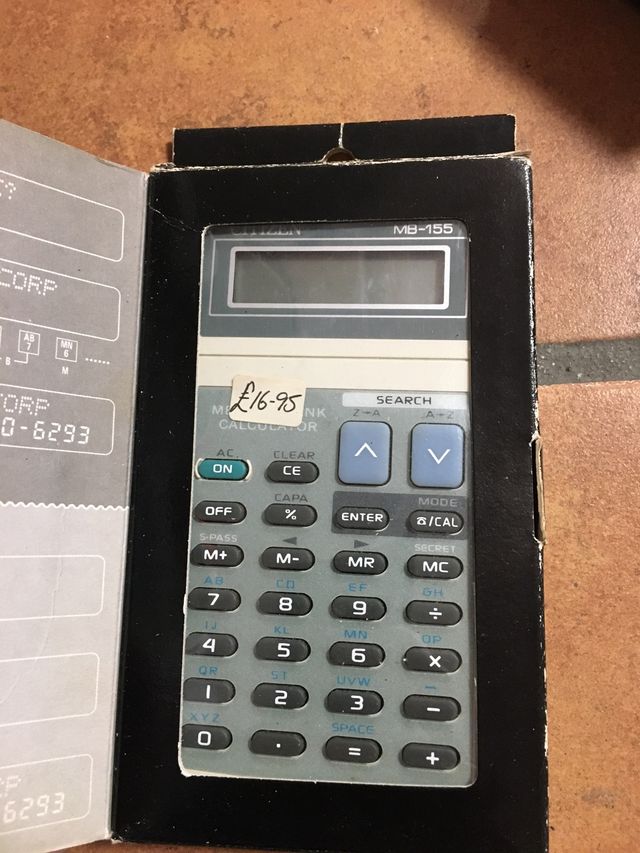 CORP
AB
7
MN
6
B
M
0-6293
6293
CITIZEN MB-155
£16-95
SEARCH
Z→A A→Z
CALCULATOR
AC CLEAR
ON CE
CAPA MODE
OFF % ENTER ☎/CAL
S-PASS ◄ ► SECRET
M+ M- MR MC
AB CD EF GH
7 8 9 ÷
IJ KL MN OP
4 5 6 ×
QR ST UVW —
1 2 3 −
XYZ SPACE
0 . = +